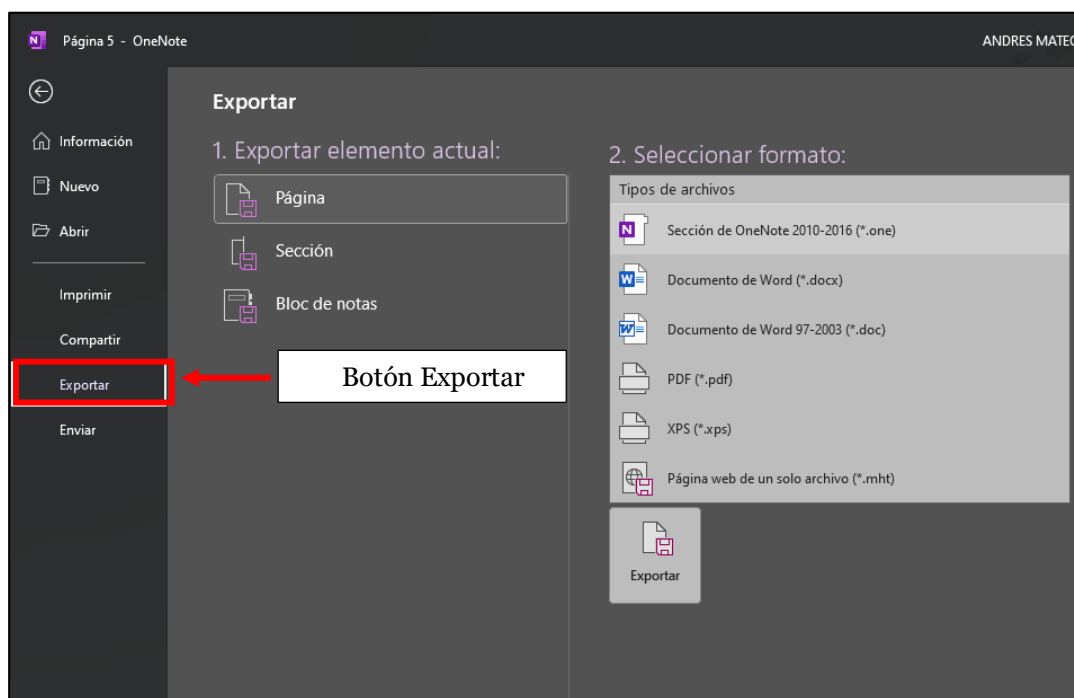 Página 5 - OneNote
ANDRES MATEO
Información
Nuevo
Abrir
Imprimir
Compartir
Exportar
Enviar
Exportar
1. Exportar elemento actual:
Página
Sección
Bloc de notas
Botón Exportar
2. Seleccionar formato:
Tipos de archivos
Sección de OneNote 2010-2016 (*.one)
Documento de Word (*.docx)
Documento de Word 97-2003 (*.doc)
PDF (*.pdf)
XPS (*.xps)
Página web de un solo archivo (*.mht)
Exportar